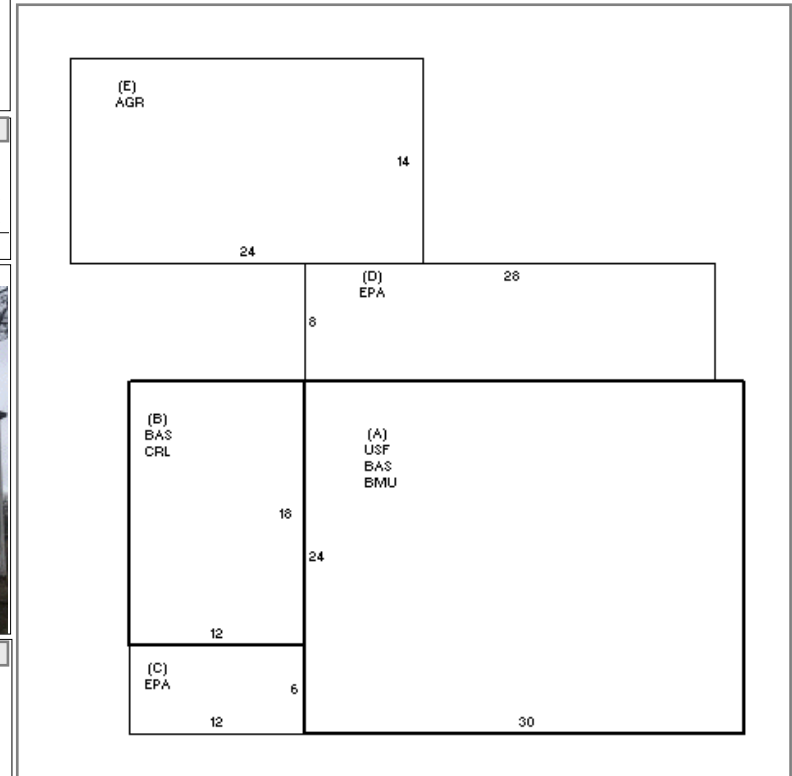 (E)
AGR
14
24
(D)
EPA
28
8
(B)
BAS
CRL
(A)
USF
BAS
BMU
18
24
12
(C)
EPA
6
12
30